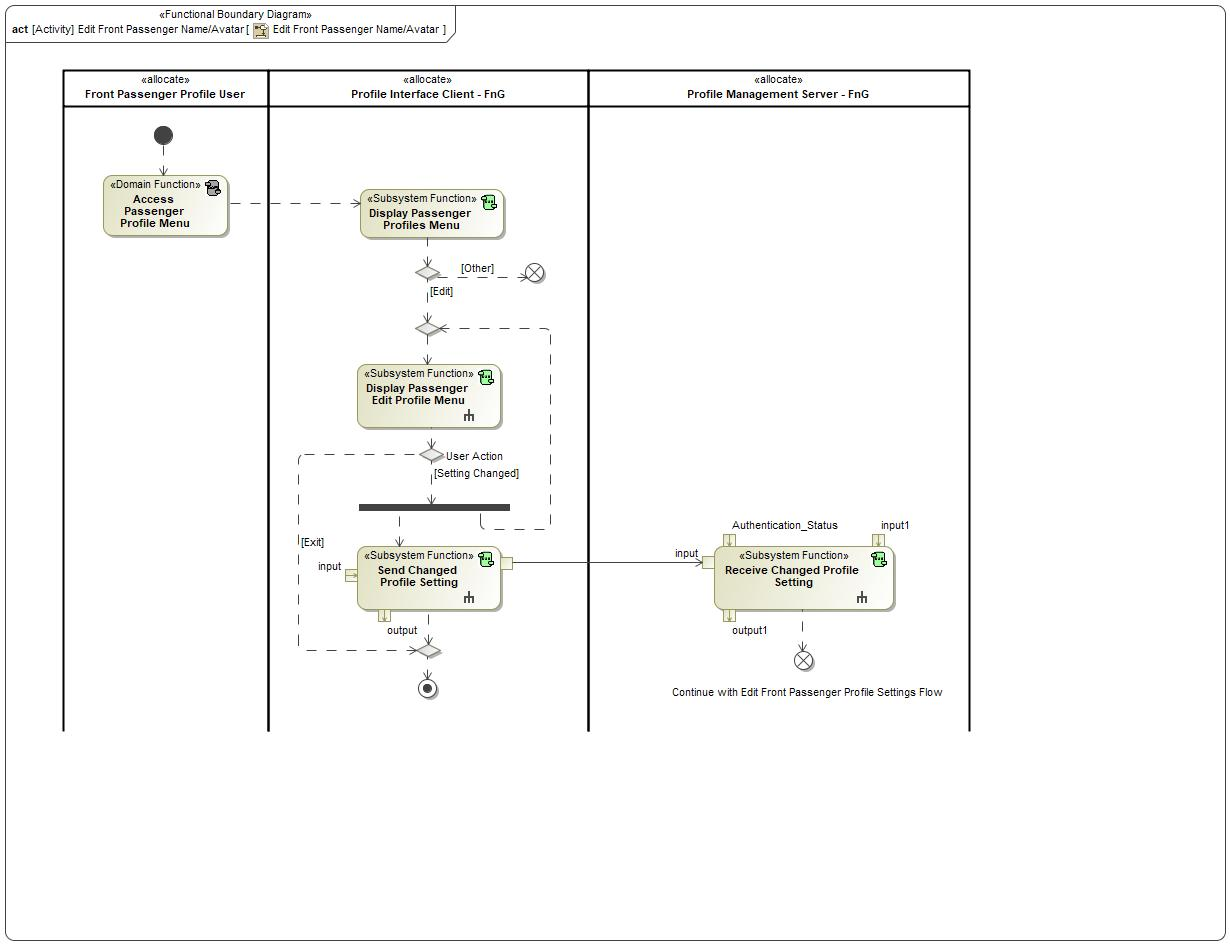 «Functional Boundary Diagram»
act [Activity] Edit Front Passenger Name/Avatar [ Edit Front Passenger Name/Avatar ]
«allocate»
Front Passenger Profile User
«allocate»
Profile Interface Client - FnG
«allocate»
Profile Management Server - FnG
«Domain Function»
Access
Passenger
Profile Menu
«Subsystem Function»
Display Passenger
Profiles Menu
[Other]
[Edit]
«Subsystem Function»
Display Passenger
Edit Profile Menu
User Action
[Setting Changed]
[Exit]
«Subsystem Function»
Send Changed
Profile Setting
input
output
Authentication_Status
input1
input
«Subsystem Function»
Receive Changed Profile
Setting
output1
Continue with Edit Front Passenger Profile Settings Flow